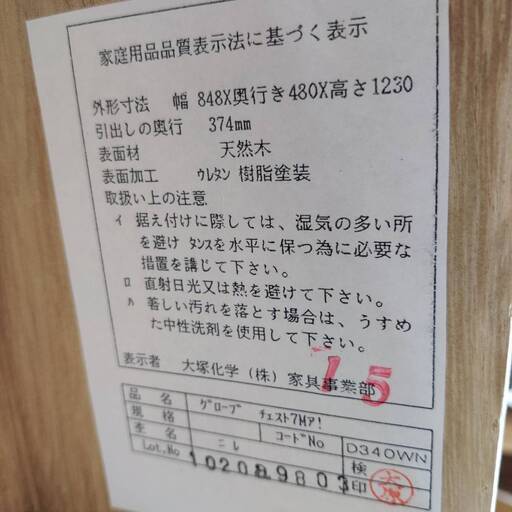 家庭用品品質表示法に基づく表示
外形寸法 幅 848X奥行き480X高さ1230
引出しの奥行 374mm
表面材 天然木
表面加工 ウレタン 樹脂塗装
取扱い上の注意
イ 据え付けに際しては、湿気の多い所
を避け タンスを水平に保つ為に必要な
措置を講じて下さい。
ロ 直射日光又は熱を避けて下さい。
ハ 著しい汚れを落とす場合は、うすめ
た中性洗剤を使用して下さい。
表示者 大塚化学（株）家具事業部
15
品名 グローブ チェスト7Mア!
規格 コードNo D340WN
主名 ニレ 検印
Lot.No 102089803